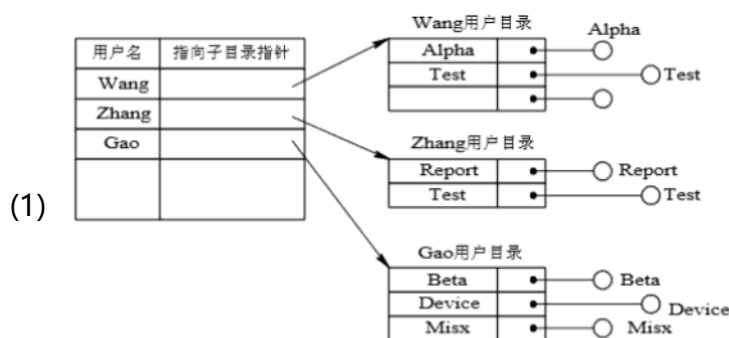 (1)
用户名 指向子目录指针
Wang
Zhang
Gao
Wang用户目录
Alpha Alpha
Test Test
Zhang用户目录
Report Report
Test Test
Gao用户目录
Beta Beta
Device Device
Misx Misx